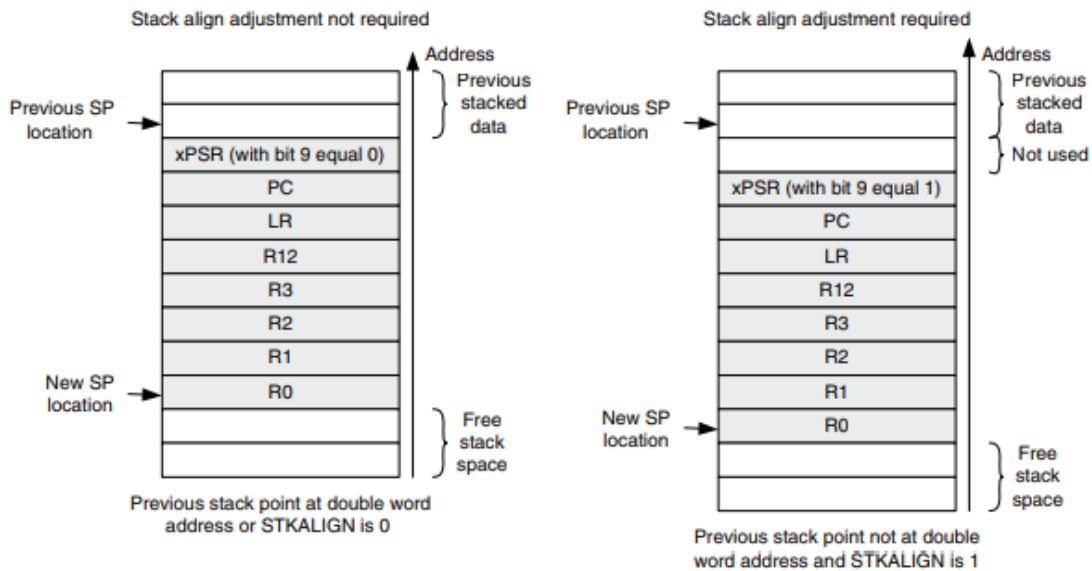 Stack align adjustment not required
Address
Previous
stacked
data
Previous SP
location
xPSR (with bit 9 equal 0)
PC
LR
R12
R3
R2
R1
R0
New SP
location
Free
stack
space
Previous stack point at double word
address or STKALIGN is 0
Stack align adjustment required
Address
Previous
stacked
data
Previous SP
location
Not used
xPSR (with bit 9 equal 1)
PC
LR
R12
R3
R2
R1
R0
New SP
location
Free
stack
space
Previous stack point not at double
word address and STKALIGN is 1